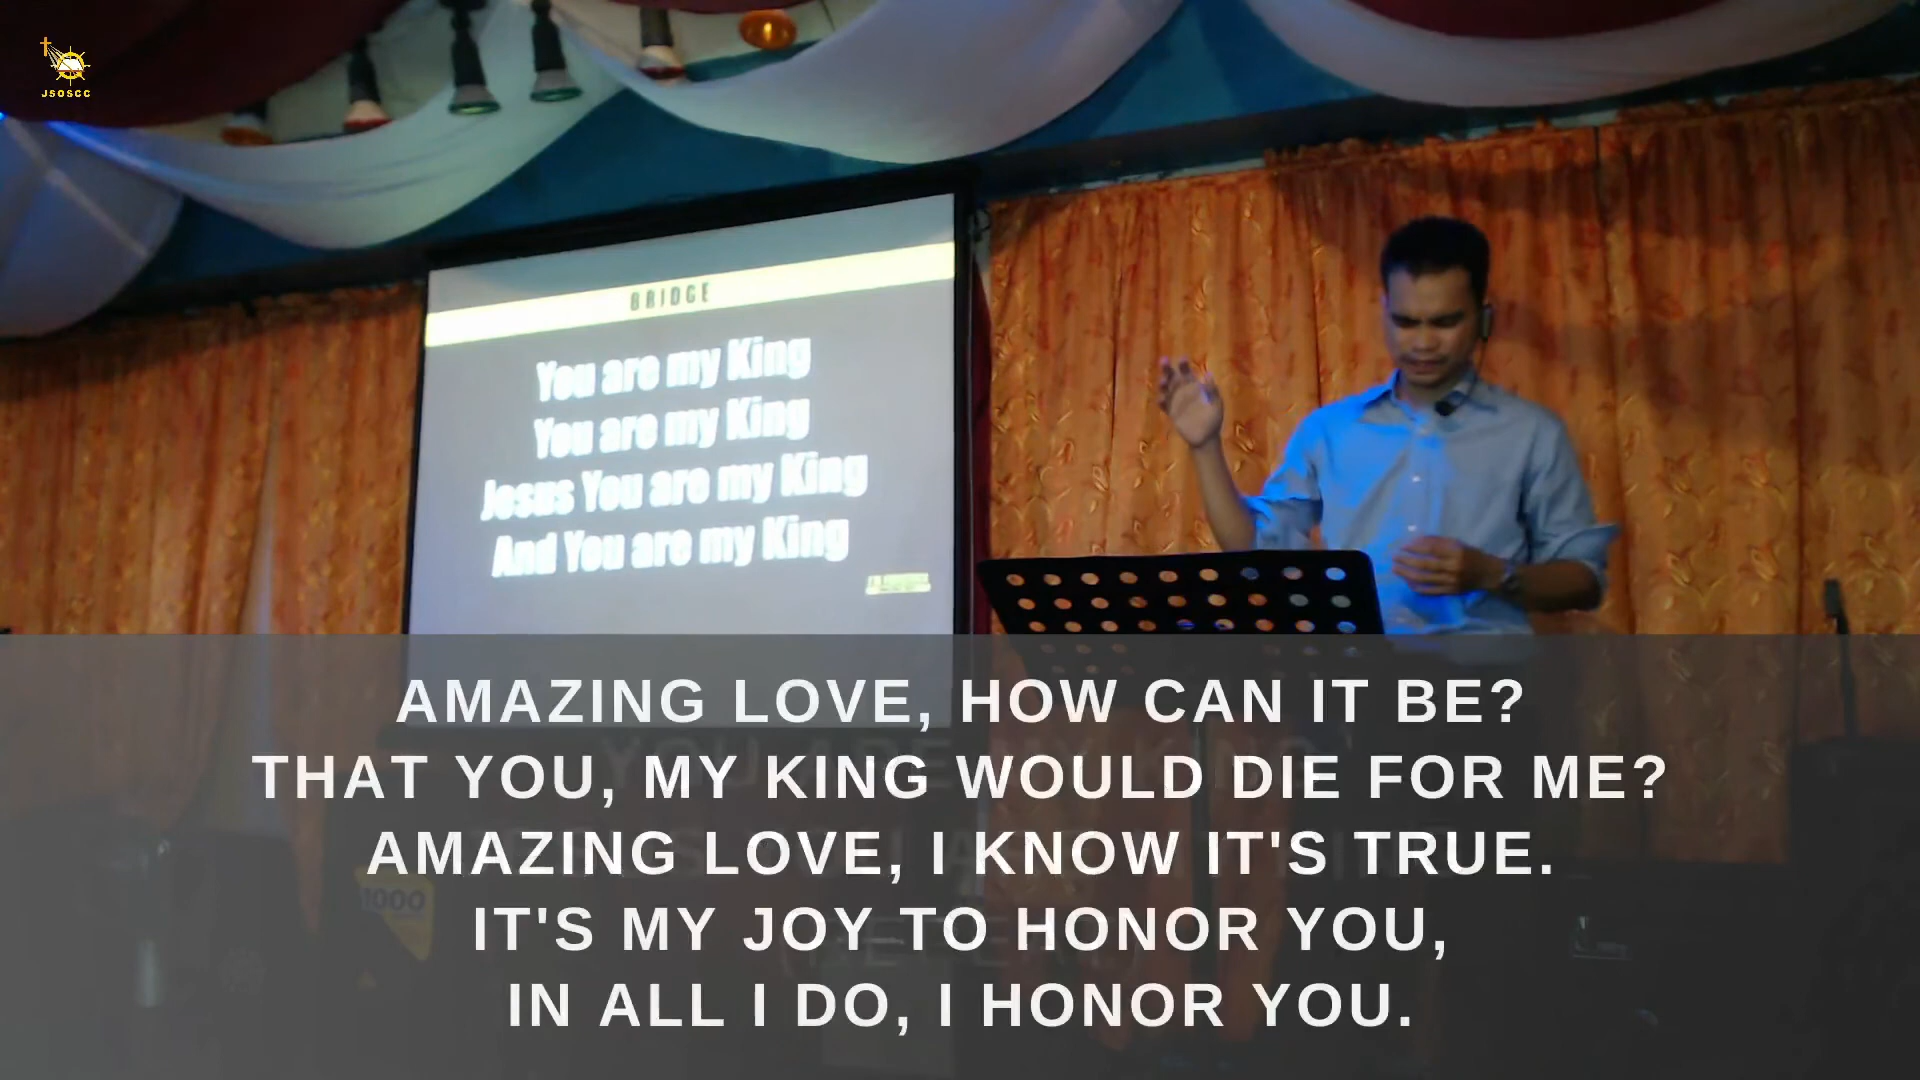 JSOSCC
BRIDGE
You are my King
You are my King
Jesus You are my King
And You are my King
AMAZING LOVE, HOW CAN IT BE?
THAT YOU, MY KING WOULD DIE FOR ME?
AMAZING LOVE, I KNOW IT'S TRUE.
1000
IT'S MY JOY TO HONOR YOU,
IN ALL I DO, I HONOR YOU.